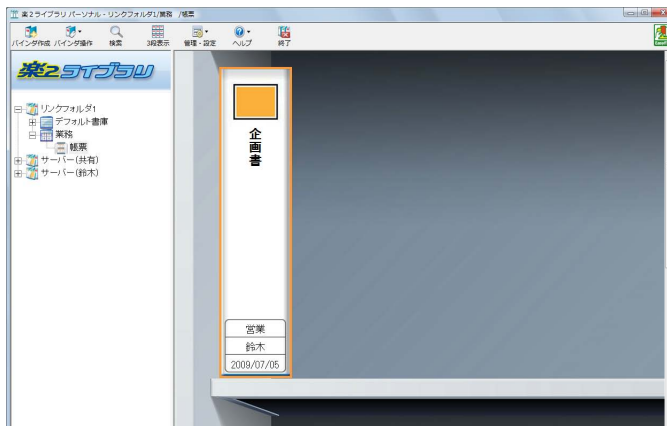 楽2ライブラリ パーソナル - リンクフォルダ1/業務 /帳票
バインダ作成 バインダ操作 検索 3段表示 管理・設定 ヘルプ 終了
楽2ライブラリ
リンクフォルダ1
デフォルト書庫
業務
帳票
サーバー(共有)
サーバー(鈴木)
企画書
営業
鈴木
2009/07/05